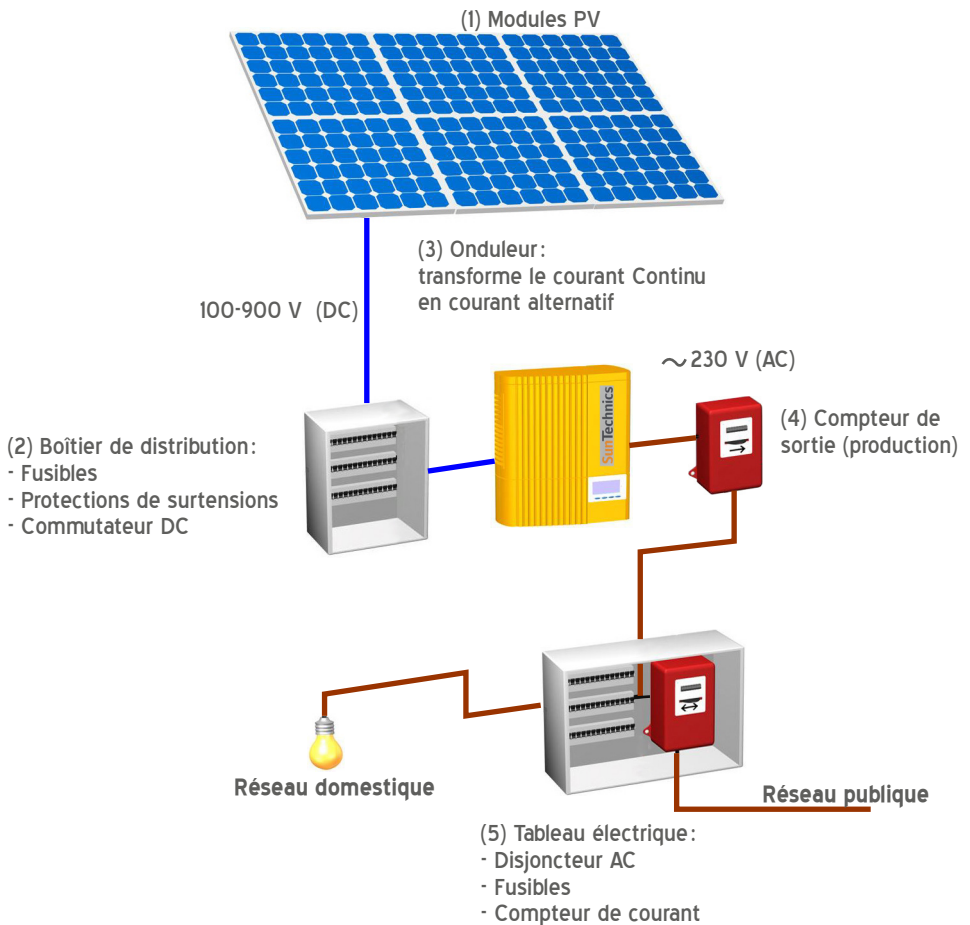 (1) Modules PV
(3) Onduleur:
transforme le courant Continu
en courant alternatif
100-900 V (DC)
~ 230 V (AC)
SunTechnics
(4) Compteur de
sortie (production)
(2) Boîtier de distribution:
- Fusibles
- Protections de surtensions
- Commutateur DC
Réseau domestique
Réseau publique
(5) Tableau électrique:
- Disjoncteur AC
- Fusibles
- Compteur de courant